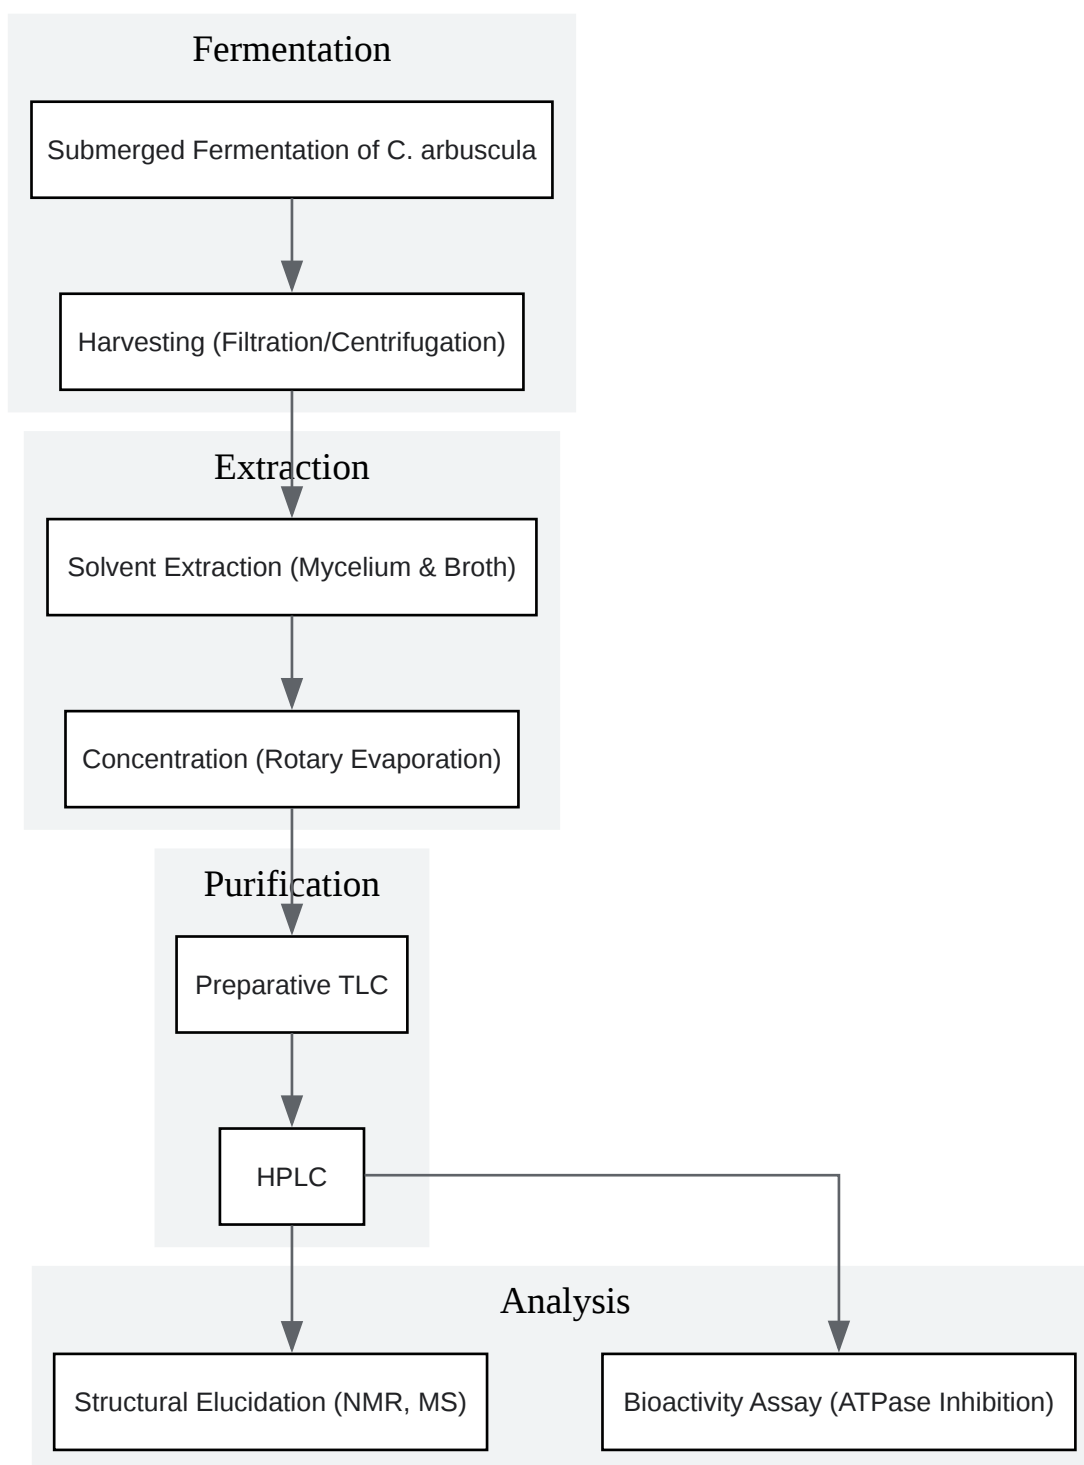 Fermentation
Submerged Fermentation of C. arbuscula
Harvesting (Filtration/Centrifugation)
Extraction
Solvent Extraction (Mycelium & Broth)
Concentration (Rotary Evaporation)
Purification
Preparative TLC
HPLC
Analysis
Structural Elucidation (NMR, MS)
Bioactivity Assay (ATPase Inhibition)